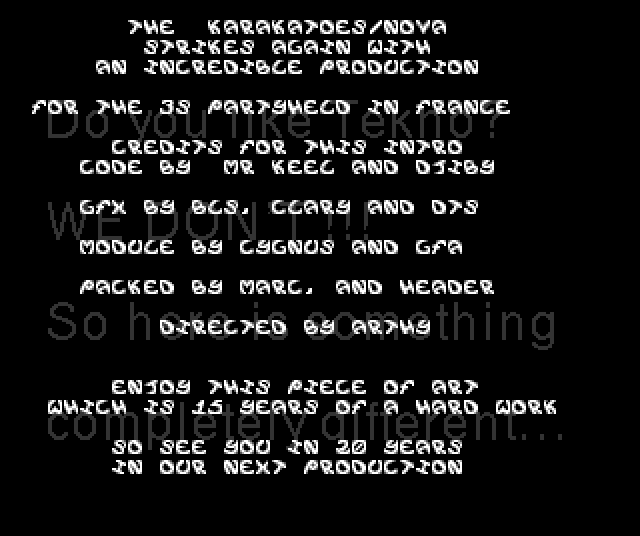 THE KARAKATOES/NOVA
STRIKES AGAIN WITH
AN INCREDIBLE PRODUCTION
FOR THE 3S PARTYHELD IN FRANCE
Do you like Tekno?
CREDITS FOR THIS INTRO
CODE BY MR KEEL AND DJIBY
GFX BY BLS, CLARY AND DTS
WE DON'T !!!
MODULE BY CYGNUS AND GFA
PACKED BY MARC, AND HEADER
So here is something
DIRECTED BY ARTHY
ENJOY THIS PIECE OF ART
WHICH IS 15 YEARS OF A HARD WORK
completely different...
SO SEE YOU IN 20 YEARS
IN OUR NEXT PRODUCTION